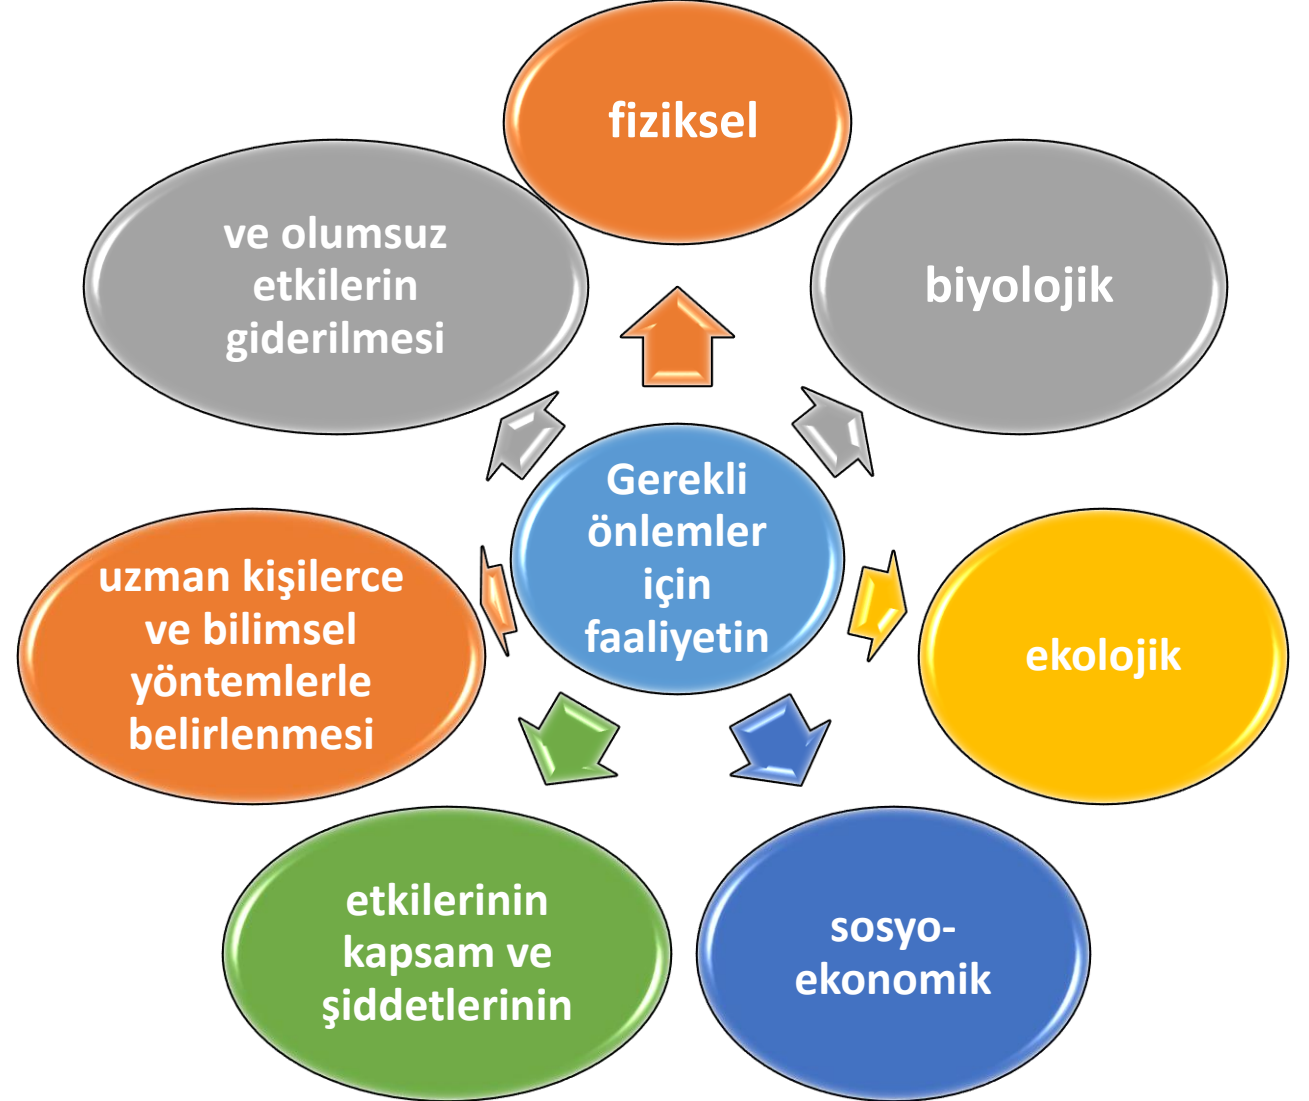 Gerekli
önlemler
için
faaliyetin
fiziksel
biyolojik
ekolojik
sosyo-
ekonomik
etkilerinin
kapsam ve
şiddetlerinin
uzman kişilerce
ve bilimsel
yöntemlerle
belirlenmesi
ve olumsuz
etkilerin
giderilmesi